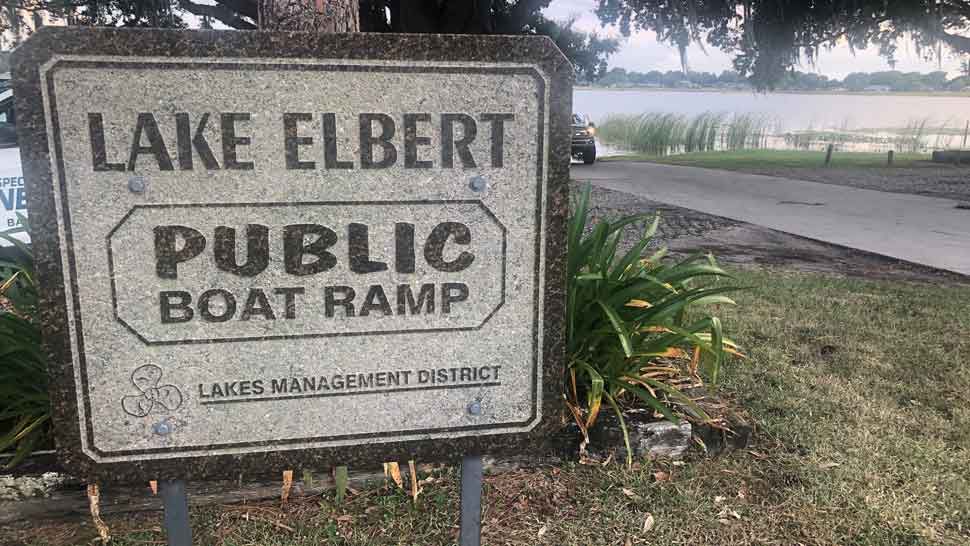 LAKE ELBERT
PUBLIC
BOAT RAMP
LAKES MANAGEMENT DISTRICT